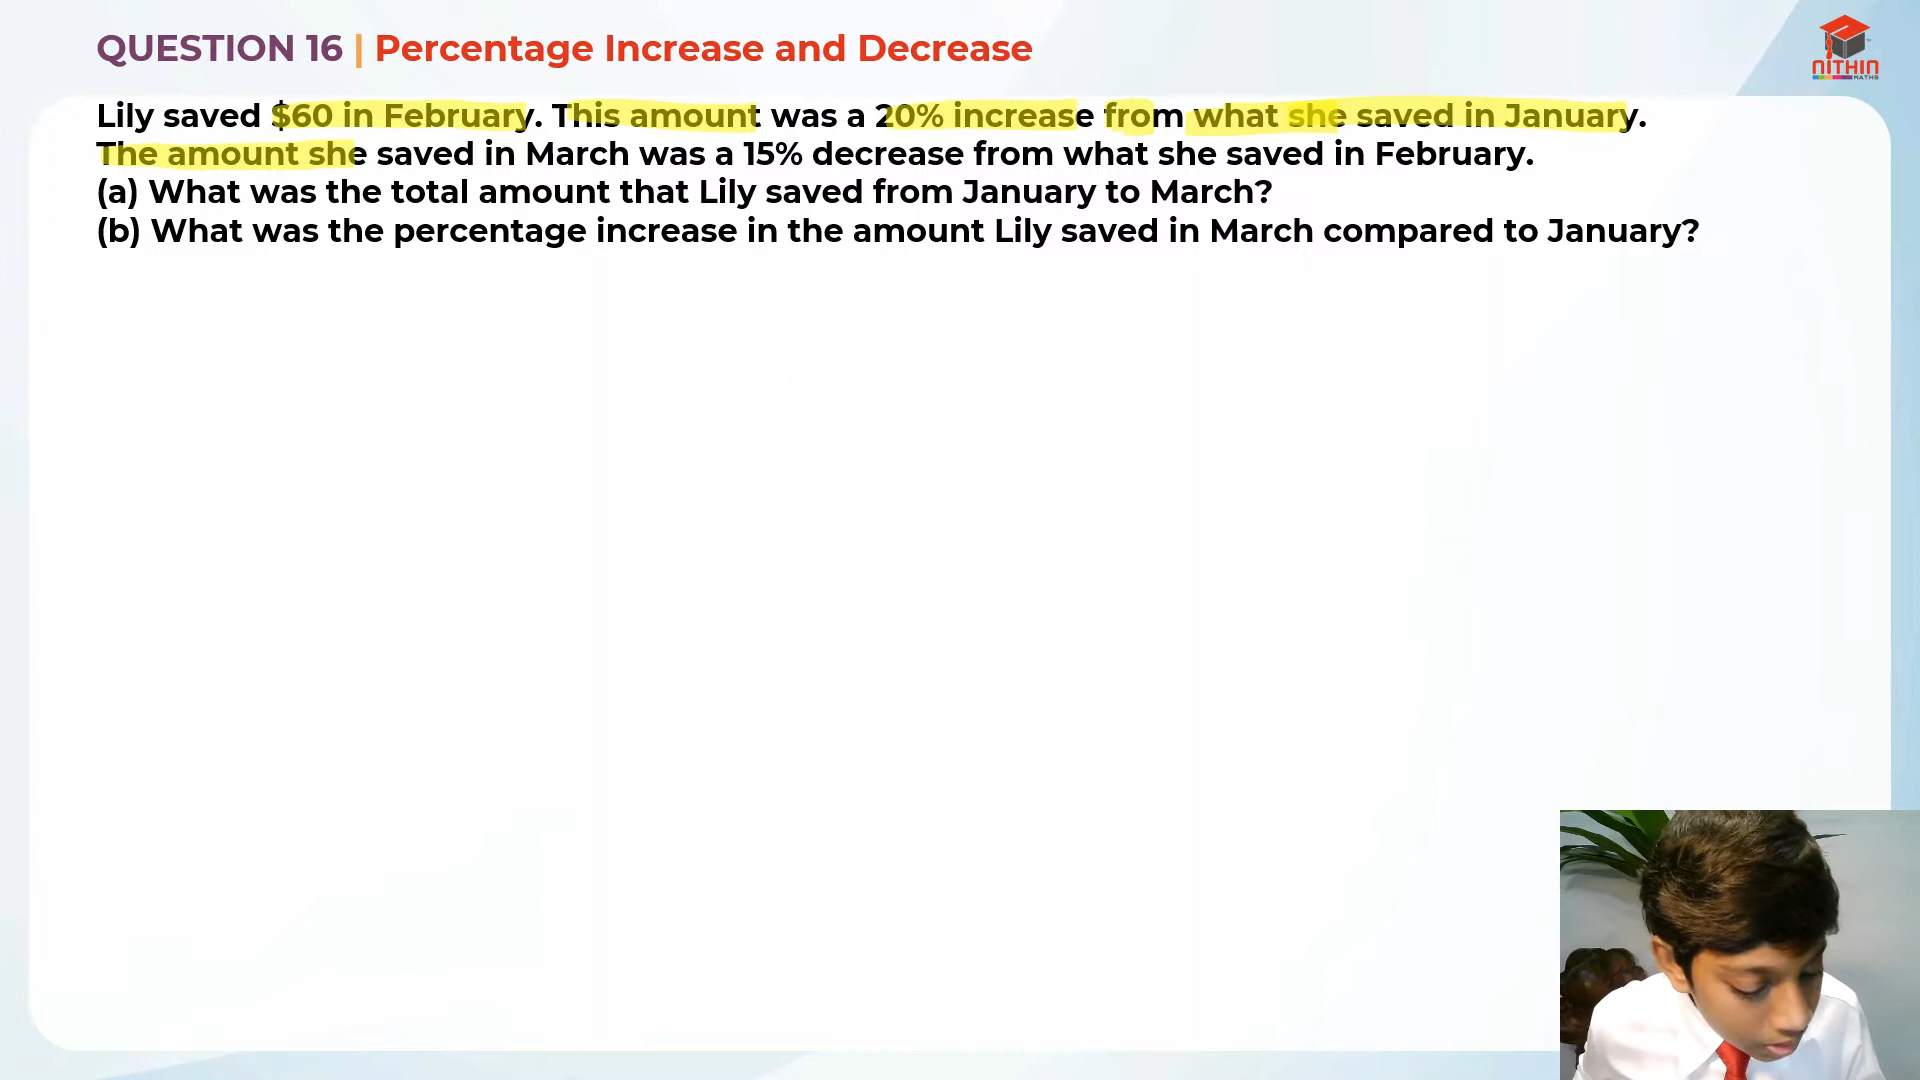 QUESTION 16 | Percentage Increase and Decrease
NITHIN
MATHS
Lily saved $60 in February. This amount was a 20% increase from what she saved in January.
The amount she saved in March was a 15% decrease from what she saved in February.
(a) What was the total amount that Lily saved from January to March?
(b) What was the percentage increase in the amount Lily saved in March compared to January?